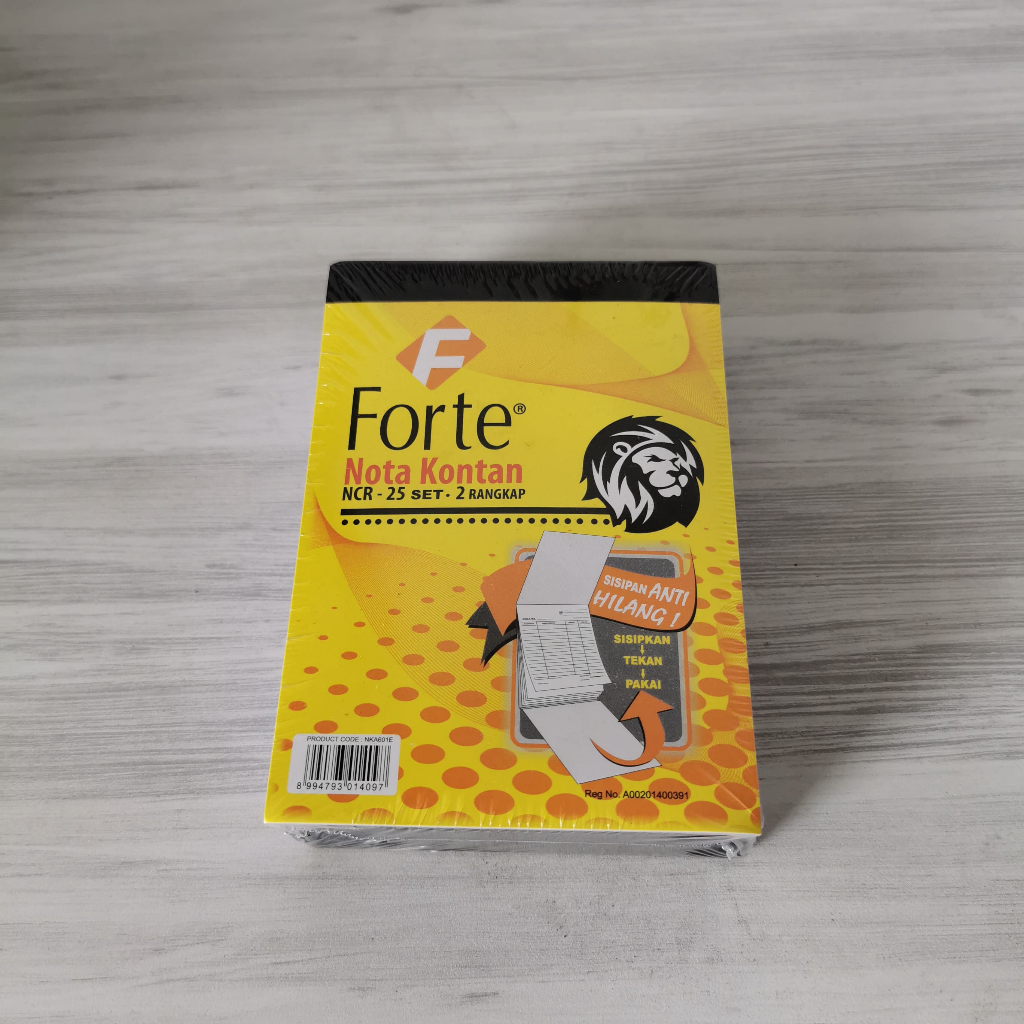 F
Forte®
Nota Kontan
NCR - 25 SET • 2 RANGKAP
SISIPAN ANTI
HILANG !
SISIPKAN
↓
TEKAN
↓
PAKAI
PRODUCT CODE : NKA601E
8 994793 014097
Reg No. A00201400391